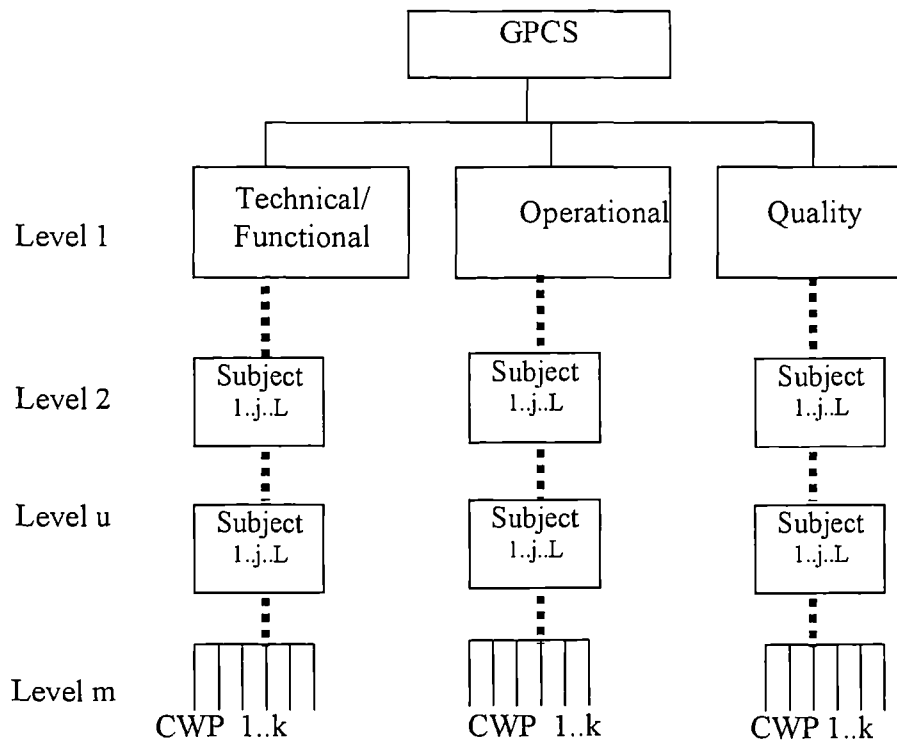 GPCS
Technical/
Functional
Operational
Quality
Level 1
Subject
1..j..L
Subject
1..j..L
Subject
1..j..L
Level 2
Subject
1..j..L
Subject
1..j..L
Subject
1..j..L
Level u
Level m
CWP 1..k
CWP 1..k
CWP 1..k